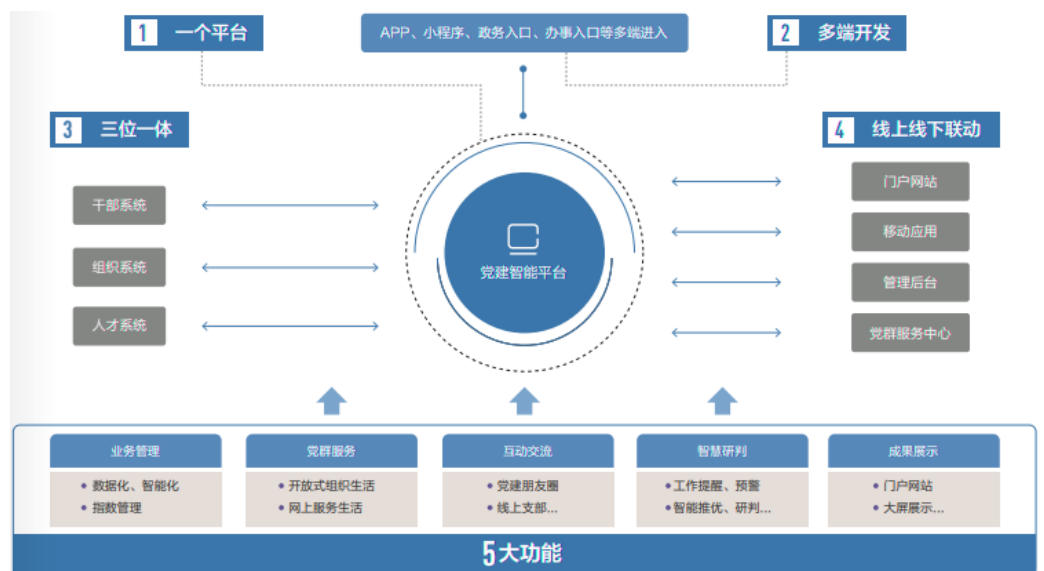 1 一个平台
APP、小程序、政务入口、办事入口等多端进入
2 多端开发
3 三位一体
4 线上线下联动
干部系统
组织系统
人才系统
党建智能平台
门户网站
移动应用
管理后台
党群服务中心
业务管理
• 数据化、智能化
• 指数管理
党群服务
• 开放式组织生活
• 网上服务生活
互动交流
• 党建朋友圈
• 线上支部...
智慧研判
• 工作提醒、预警
• 智能推优、研判...
成果展示
• 门户网站
• 大屏展示...
5大功能